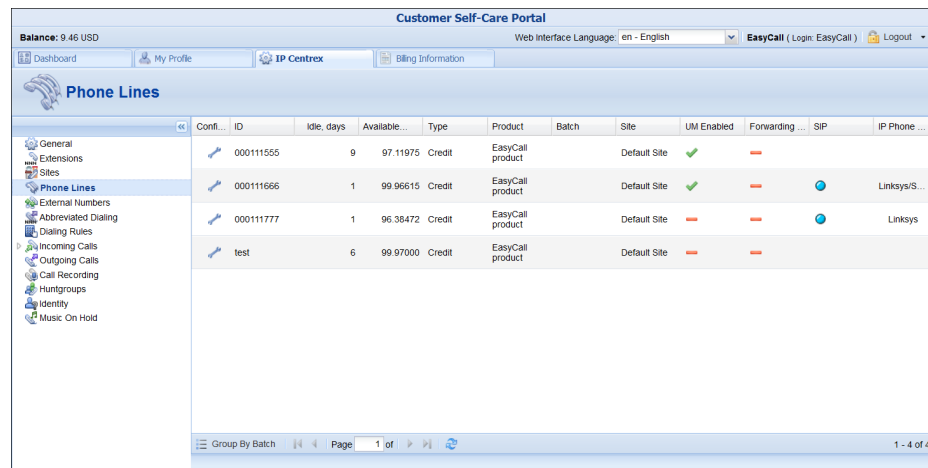 Customer Self-Care Portal
Balance: 9.46 USD
Web Interface Language: en - English
EasyCall ( Login: EasyCall )
Logout
Dashboard
My Profile
IP Centrex
Billing Information
Phone Lines
General
Extensions
Sites
Phone Lines
External Numbers
Abbreviated Dialing
Dialing Rules
Incoming Calls
Outgoing Calls
Call Recording
Huntgroups
Identity
Music On Hold
Confi... ID Idle, days Available... Type Product Batch Site UM Enabled Forwarding ... SIP IP Phone
000111555 9 97.11975 Credit EasyCall product Default Site
000111666 1 99.96615 Credit EasyCall product Default Site Linksys/S...
000111777 1 96.38472 Credit EasyCall product Default Site Linksys
test 6 99.97000 Credit EasyCall product Default Site
Group By Batch Page 1 of 1 - 4 of 4